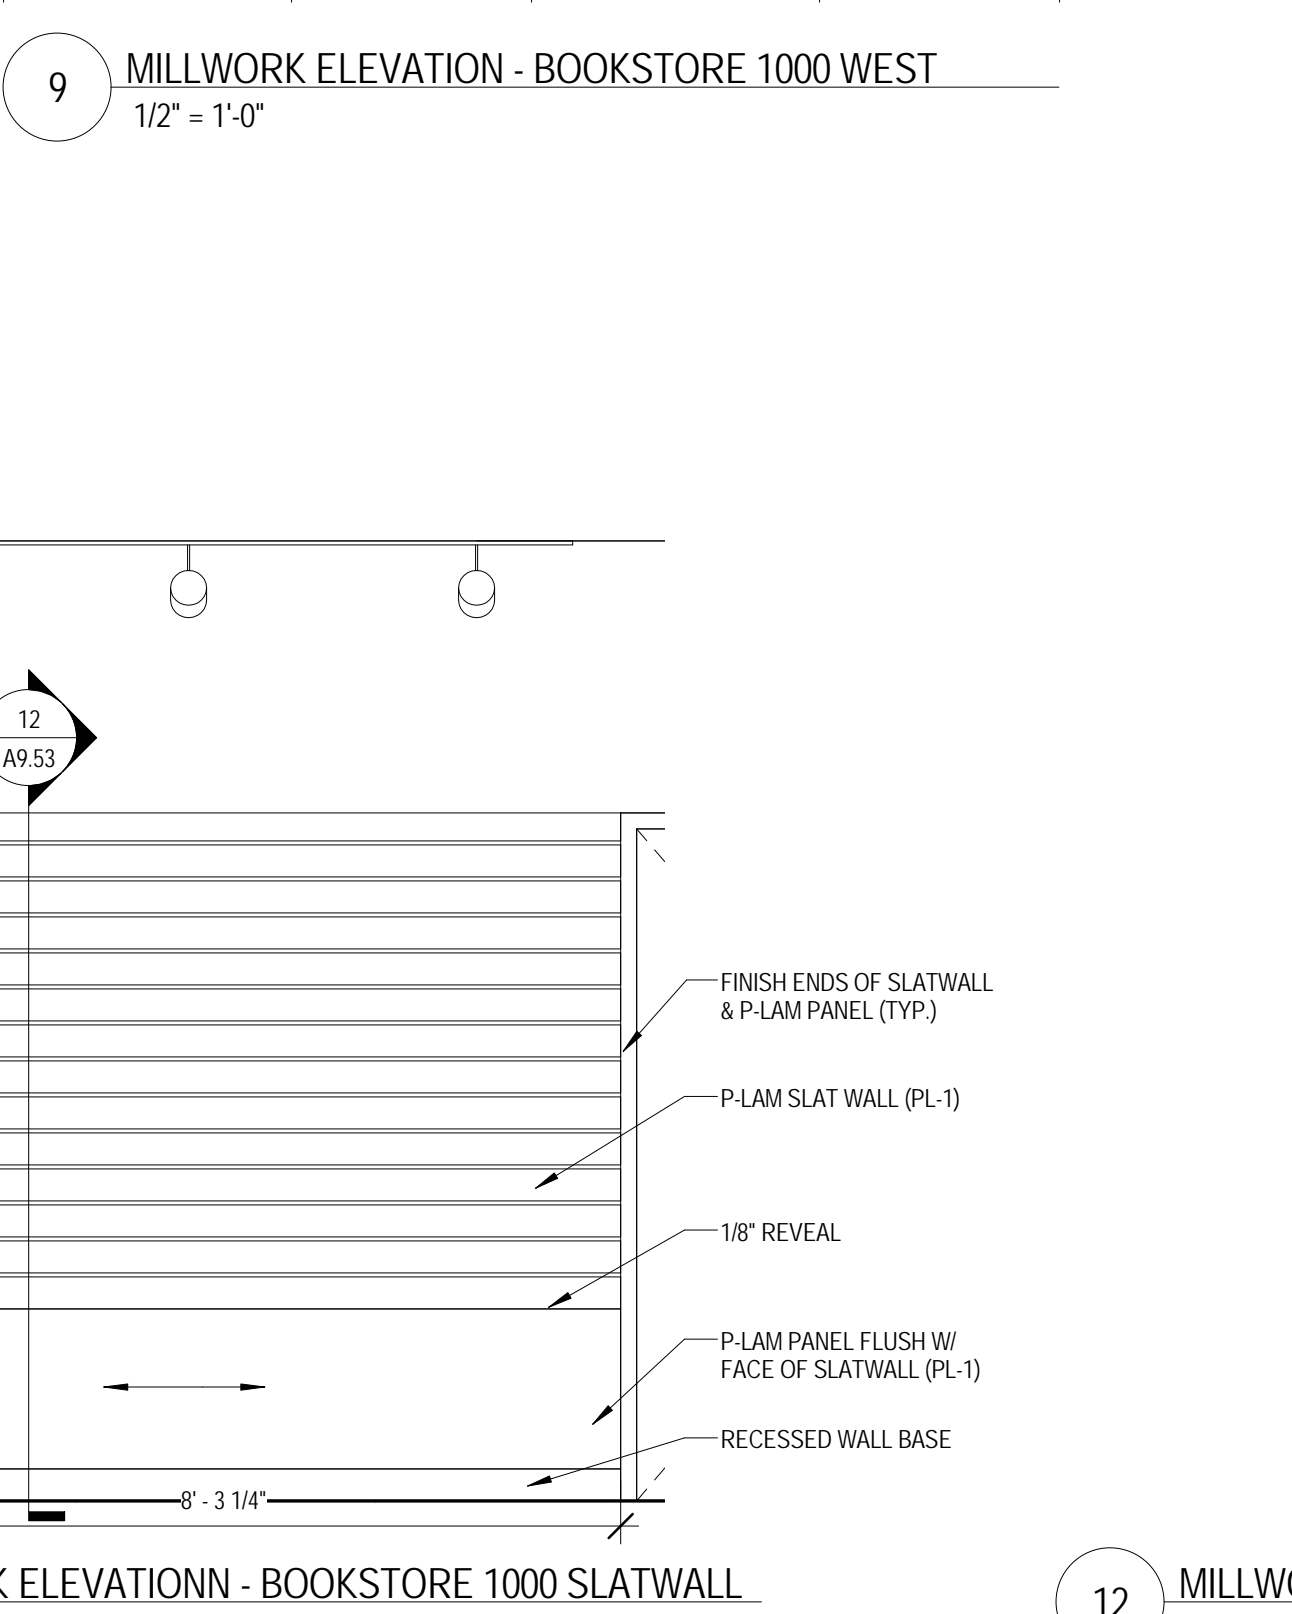 9
MILLWORK ELEVATION - BOOKSTORE 1000 WEST
1/2" = 1'-0"
12
A9.53
FINISH ENDS OF SLATWALL
& P-LAM PANEL (TYP.)
P-LAM SLAT WALL (PL-1)
1/8" REVEAL
P-LAM PANEL FLUSH W/
FACE OF SLATWALL (PL-1)
RECESSED WALL BASE
8' - 3 1/4"
K ELEVATIONN - BOOKSTORE 1000 SLATWALL
12